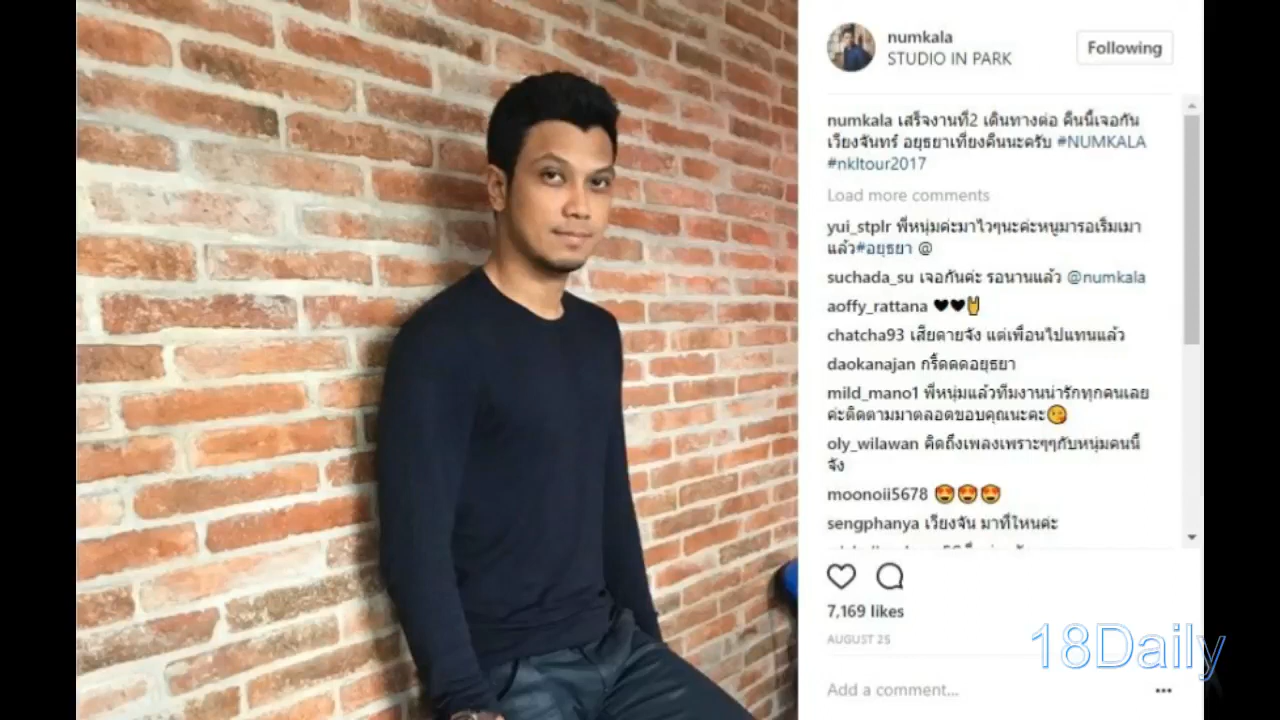 numkala
STUDIO IN PARK
Following
numkala เสร็จงานที่2 เดินทางต่อ คืนนี้เจอกัน
เวียงจันทร์ อยุธยาเที่ยงคืนนะครับ #NUMKALA
#nkltour2017
Load more comments
yui_stplr พี่หนุ่มค่ะมาไวๆนะค่ะหนูมารอเริ่มเมา
แล้ว#อยุธยา @
suchada_su เจอกันค่ะ รอนานแล้ว @numkala
aoffy_rattana 🖤🖤🤘
chatcha93 เสียดายจัง แต่เพื่อนไปแทนแล้ว
daokanajan กรี้ดดดอยุธยา
mild_mano1 พี่หนุ่มแล้วทีมงานน่ารักทุกคนเลย
ค่ะติดตามมาตลอดขอบคุณนะคะ😘
oly_wilawan คิดถึงเพลงเพราะๆๆกับหนุ่มคนนี้
จัง
moonoii5678 😍😍😍
sengphanya เวียงจัน มาที่ไหนค่ะ
7,169 likes
AUGUST 25
18Daily
Add a comment...